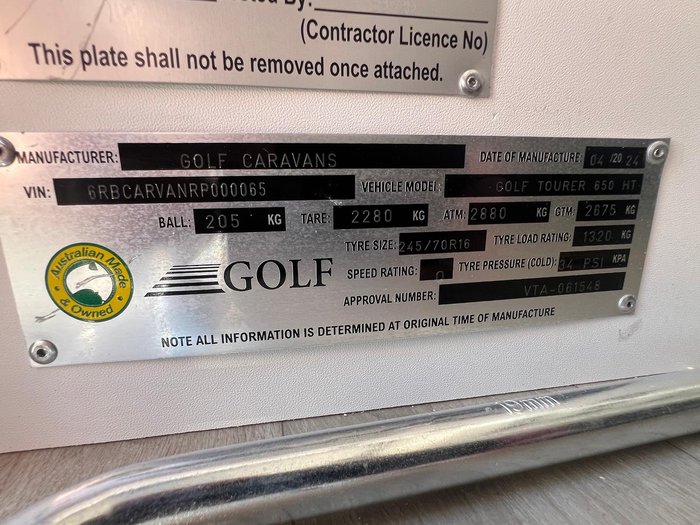 (Contractor Licence No)
This plate shall not be removed once attached.
MANUFACTURER: GOLF CARAVANS DATE OF MANUFACTURE: 04 /20 24
VIN: 6RBCARVANRP000065 VEHICLE MODEL: GOLF TOURER 650 HT
BALL: 205 KG TARE: 2280 KG ATM: 2880 KG GTM: 2675 KG
TYRE SIZE: 245/70R16 TYRE LOAD RATING: 1320 KG
Australian Made & Owned
GOLF
SPEED RATING: Q TYRE PRESSURE (COLD): 34 PSI KPA
APPROVAL NUMBER: VTA-061548
NOTE ALL INFORMATION IS DETERMINED AT ORIGINAL TIME OF MANUFACTURE